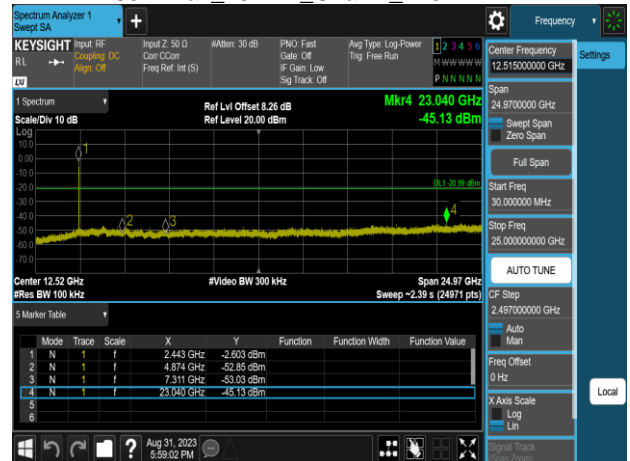 Spectrum Analyzer 1
Swept SA
+
Frequency
KEYSIGHT
RL
LXI
Input: RF
Coupling: DC
Align: Off
Input Z: 50 Ω
Corr CCorr
Freq Ref: Int (S)
#Atten: 30 dB
PNO: Fast
Gate: Off
IF Gain: Low
Sig Track: Off
Avg Type: Log-Power
Trig: Free Run
1 2 3 4 5 6
M W W W W W
P N N N N N
Center Frequency
12.515000000 GHz
Settings
Span
24.9700000 GHz
Swept Span
Zero Span
Full Span
Start Freq
30.000000 MHz
Stop Freq
25.000000000 GHz
AUTO TUNE
CF Step
2.497000000 GHz
Auto
Man
Freq Offset
0 Hz
X Axis Scale
Log
Lin
Signal Track
(Span Zoom)
Local
1 Spectrum
Scale/Div 10 dB
Ref Lvl Offset 8.26 dB
Ref Level 20.00 dBm
Mkr4 23.040 GHz
-45.13 dBm
Log
10.0
0.00
-10.0
-20.0
-30.0
-40.0
-50.0
-60.0
-70.0
1
2
3
4
DL1 -20.99 dBm
Center 12.52 GHz
#Res BW 100 kHz
#Video BW 300 kHz
Span 24.97 GHz
Sweep ~2.39 s (24971 pts)
5 Marker Table
Mode Trace Scale X Y Function Function Width Function Value
1 N 1 f 2.443 GHz -2.603 dBm
2 N 1 f 4.874 GHz -52.85 dBm
3 N 1 f 7.311 GHz -53.03 dBm
4 N 1 f 23.040 GHz -45.13 dBm
5
6
?
Aug 31, 2023
5:59:02 PM